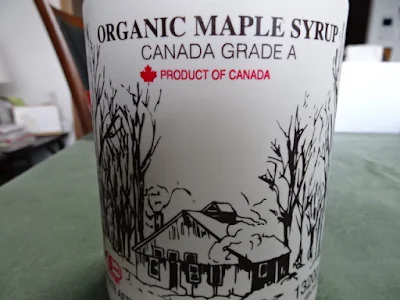 ORGANIC MAPLE SYRUP
CANADA GRADE A
PRODUCT OF CANADA